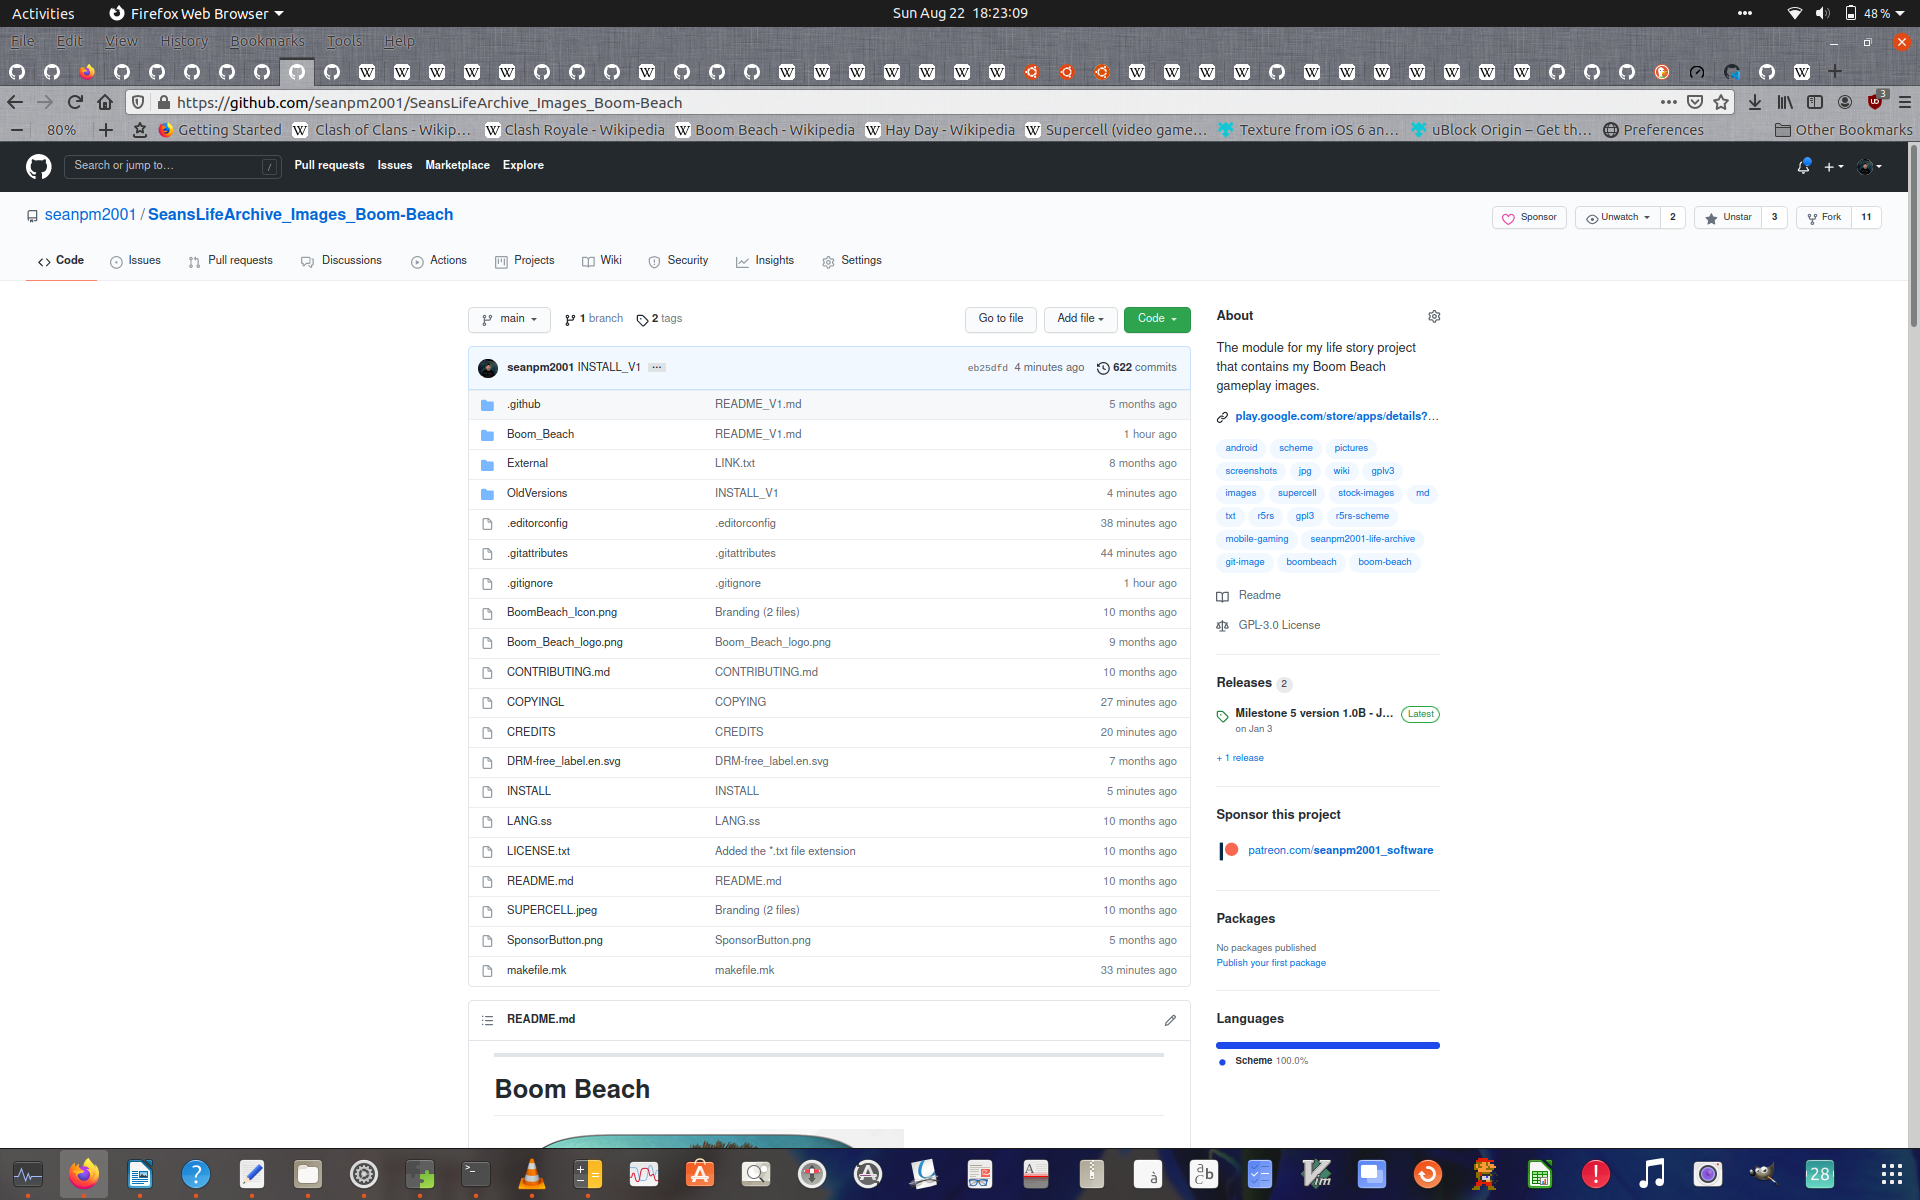 Activities
Firefox Web Browser
Sun Aug 22  18:23:09
48 %
File Edit View History Bookmarks Tools Help
https://github.com/seanpm2001/SeansLifeArchive_Images_Boom-Beach
3
80%
Getting Started
Clash of Clans - Wikip…
Clash Royale - Wikipedia
Boom Beach - Wikipedia
Hay Day - Wikipedia
Supercell (video game…
Texture from iOS 6 an…
uBlock Origin – Get th…
Preferences
Other Bookmarks
Search or jump to…
/
Pull requests Issues Marketplace Explore
seanpm2001 / SeansLifeArchive_Images_Boom-Beach
Sponsor
Unwatch 2
Unstar 3
Fork 11
Code Issues Pull requests Discussions Actions Projects Wiki Security Insights Settings
main
1 branch
2 tags
Go to file
Add file
Code
seanpm2001 INSTALL_V1 ...
eb25dfd 4 minutes ago
622 commits
.github README_V1.md 5 months ago
Boom_Beach README_V1.md 1 hour ago
External LINK.txt 8 months ago
OldVersions INSTALL_V1 4 minutes ago
.editorconfig .editorconfig 38 minutes ago
.gitattributes .gitattributes 44 minutes ago
.gitignore .gitignore 1 hour ago
BoomBeach_Icon.png Branding (2 files) 10 months ago
Boom_Beach_logo.png Boom_Beach_logo.png 9 months ago
CONTRIBUTING.md CONTRIBUTING.md 10 months ago
COPYINGL COPYING 27 minutes ago
CREDITS CREDITS 20 minutes ago
DRM-free_label.en.svg DRM-free_label.en.svg 7 months ago
INSTALL INSTALL 5 minutes ago
LANG.ss LANG.ss 10 months ago
LICENSE.txt Added the *.txt file extension 10 months ago
README.md README.md 10 months ago
SUPERCELL.jpeg Branding (2 files) 10 months ago
SponsorButton.png SponsorButton.png 5 months ago
makefile.mk makefile.mk 33 minutes ago
README.md
Boom Beach
About
The module for my life story project
that contains my Boom Beach
gameplay images.
play.google.com/store/apps/details?…
android scheme pictures
screenshots jpg wiki gplv3
images supercell stock-images md
txt r5rs gpl3 r5rs-scheme
mobile-gaming seanpm2001-life-archive
git-image boombeach boom-beach
Readme
GPL-3.0 License
Releases 2
Milestone 5 version 1.0B - J… Latest
on Jan 3
+ 1 release
Sponsor this project
patreon.com/seanpm2001_software
Packages
No packages published
Publish your first package
Languages
Scheme 100.0%
28